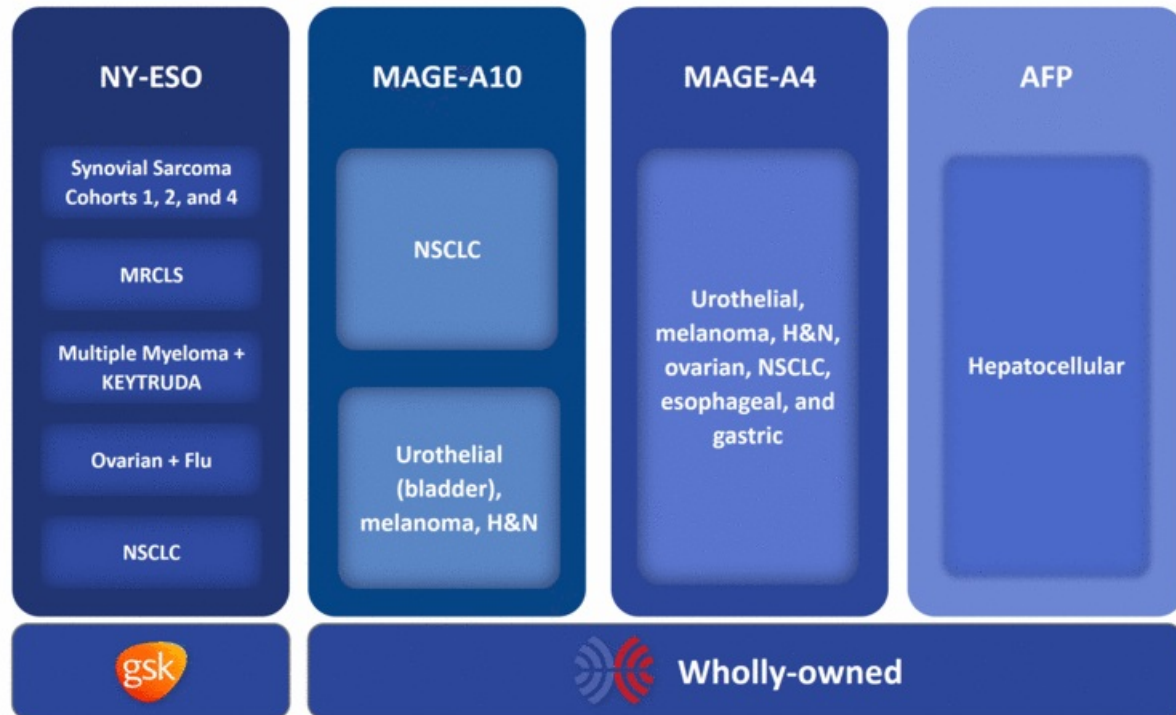 NY-ESO
Synovial Sarcoma
Cohorts 1, 2, and 4
MRCLS
Multiple Myeloma +
KEYTRUDA
Ovarian + Flu
NSCLC
gsk
MAGE-A10
NSCLC
Urothelial
(bladder),
melanoma, H&N
MAGE-A4
Urothelial,
melanoma, H&N,
ovarian, NSCLC,
esophageal, and
gastric
AFP
Hepatocellular
Wholly-owned